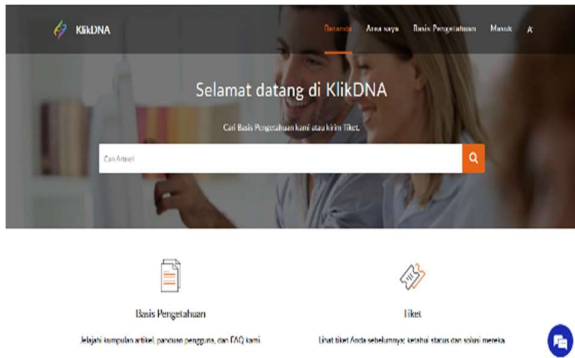 KlikDNA
Beranda Area saya Basis Pengetahuan Masuk
Selamat datang di KlikDNA
Cari Basis Pengetahuan kami atau kirim Tiket.
Cari Artikel
Basis Pengetahuan
Tiket
Jelajahi kumpulan artikel, panduan pengguna, dan FAQ kami
Lihat tiket Anda sebelumnya, ketahui status dan solusi mereka